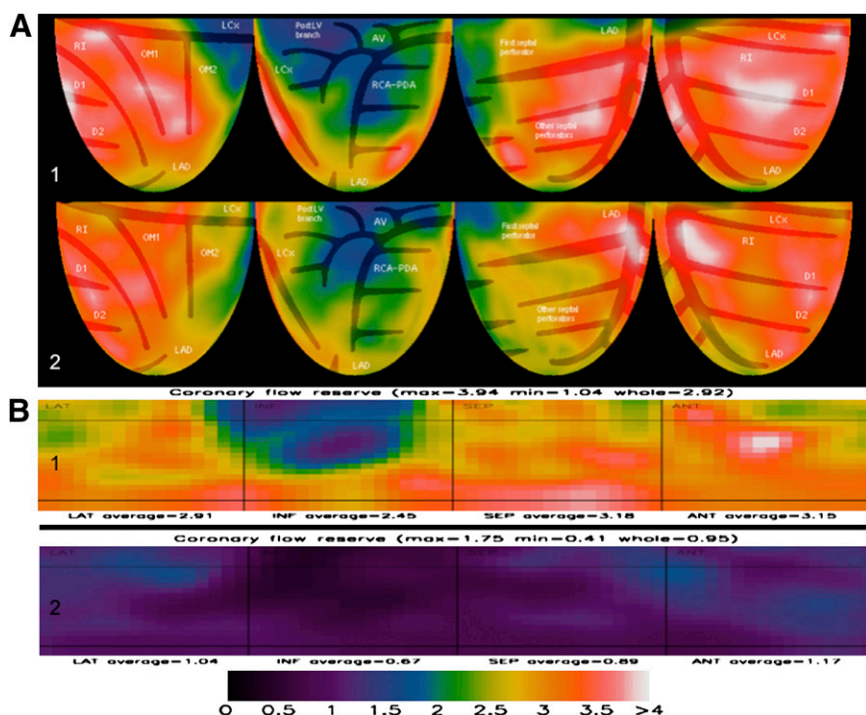 A
RI
OM1
OM2
LCx
D1
D2
LAD
1
PostLV
branch
AV
LCx
RCA-PDA
LAD
First septal
perforator
LAD
Other septal
perforators
LCx
RI
D1
D2
LAD
RI
OM1
LCx
OM2
D1
D2
LAD
2
PostLV
branch
AV
LCx
RCA-PDA
LAD
First septal
perforator
LAD
Other septal
perforators
LCx
RI
D1
D2
LAD
Coronary flow reserve (max=3.94 min=1.04 whole=2.92)
B
LAT INF SEP ANT
1
LAT average=2.91 INF average=2.45 SEP average=3.18 ANT average=3.15
Coronary flow reserve (max=1.75 min=0.41 whole=0.95)
LAT INF SEP ANT
2
LAT average=1.04 INF average=0.67 SEP average=0.89 ANT average=1.17
0 0.5 1 1.5 2 2.5 3 3.5 >4